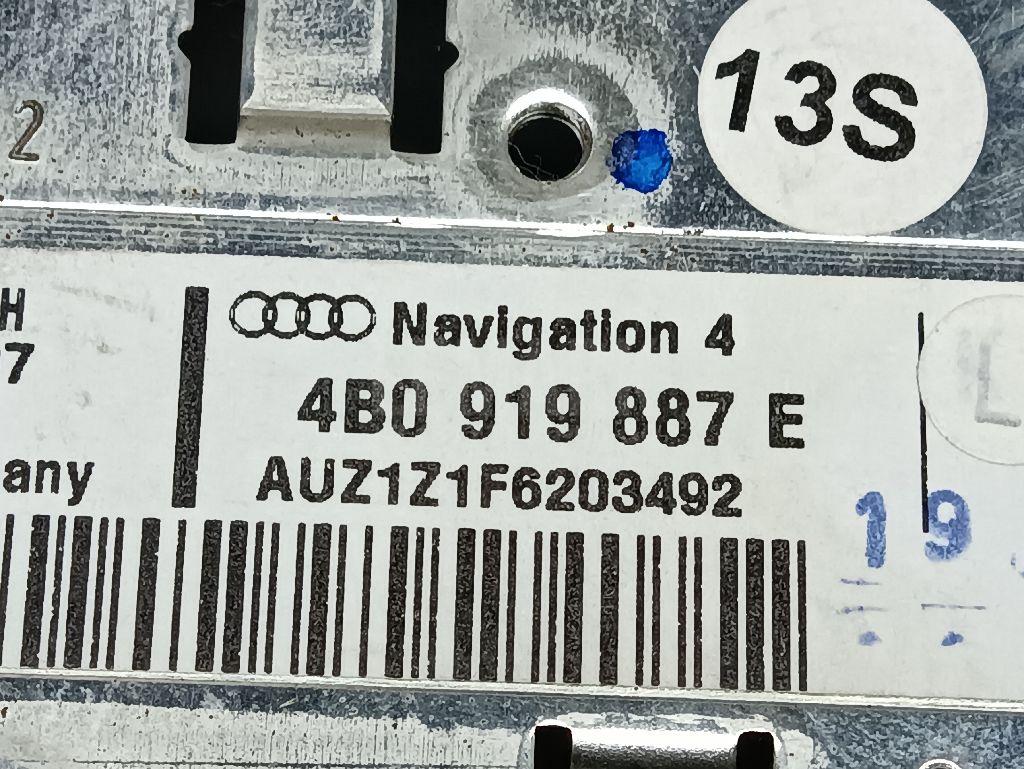 13S
2
H
7
any
Navigation 4
4B0 919 887 E
AUZ1Z1F6203492
L
19